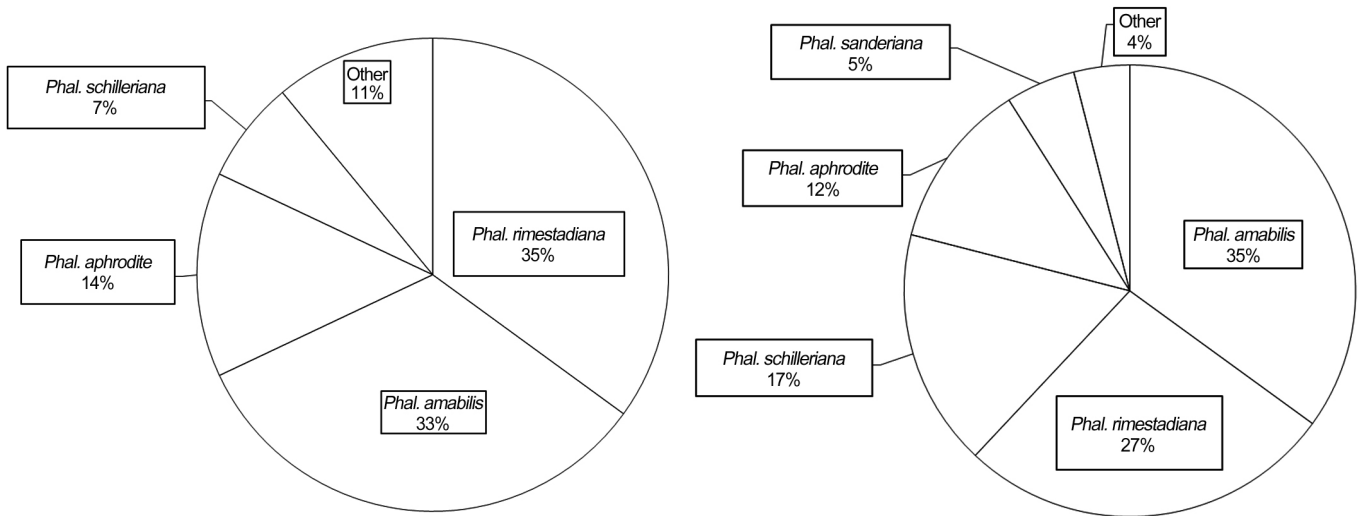 Other
11%
Phal. schilleriana
7%
Phal. rimestadiana
35%
Phal. aphrodite
14%
Phal. amabilis
33%
Other
4%
Phal. sanderiana
5%
Phal. aphrodite
12%
Phal. amabilis
35%
Phal. schilleriana
17%
Phal. rimestadiana
27%